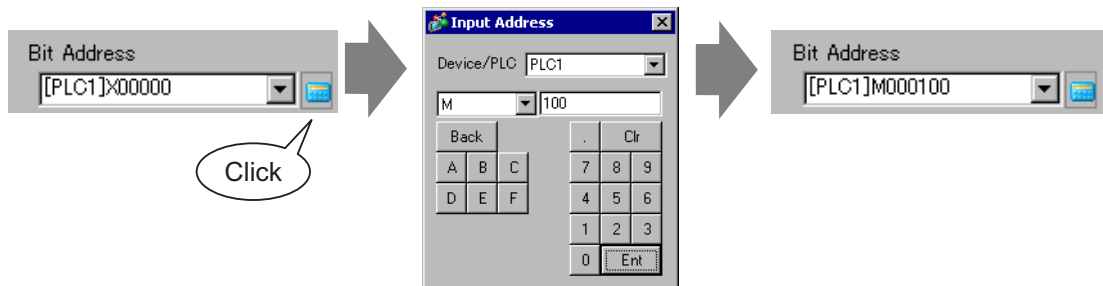 Bit Address
[PLC1]X00000
Click
Input Address
Device/PLC PLC1
M 100
Back . Clr
A B C 7 8 9
D E F 4 5 6
1 2 3
0 Ent
Bit Address
[PLC1]M000100